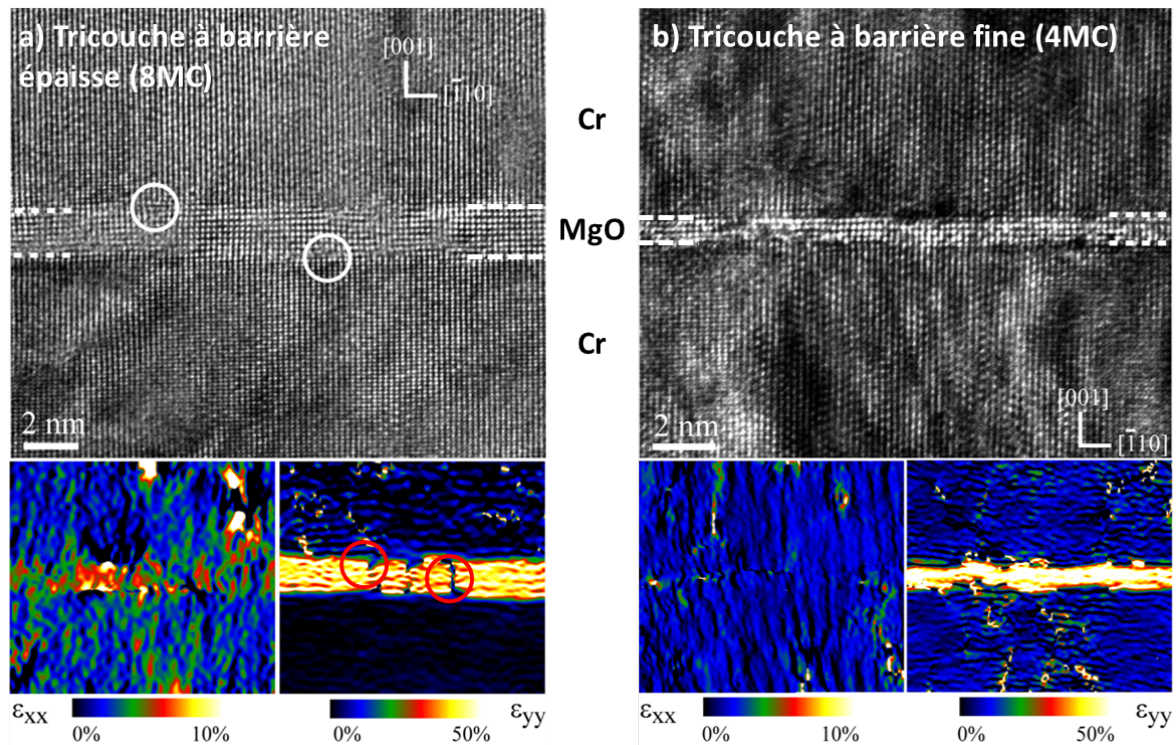 a) Tricouche à barrière
épaisse (8MC)
[001]
[1̄10]
2 nm
Cr
MgO
Cr
b) Tricouche à barrière fine (4MC)
2 nm
[001]
[1̄10]
εxx
0%
10%
0%
50%
εyy
εxx
0%
10%
0%
50%
εyy